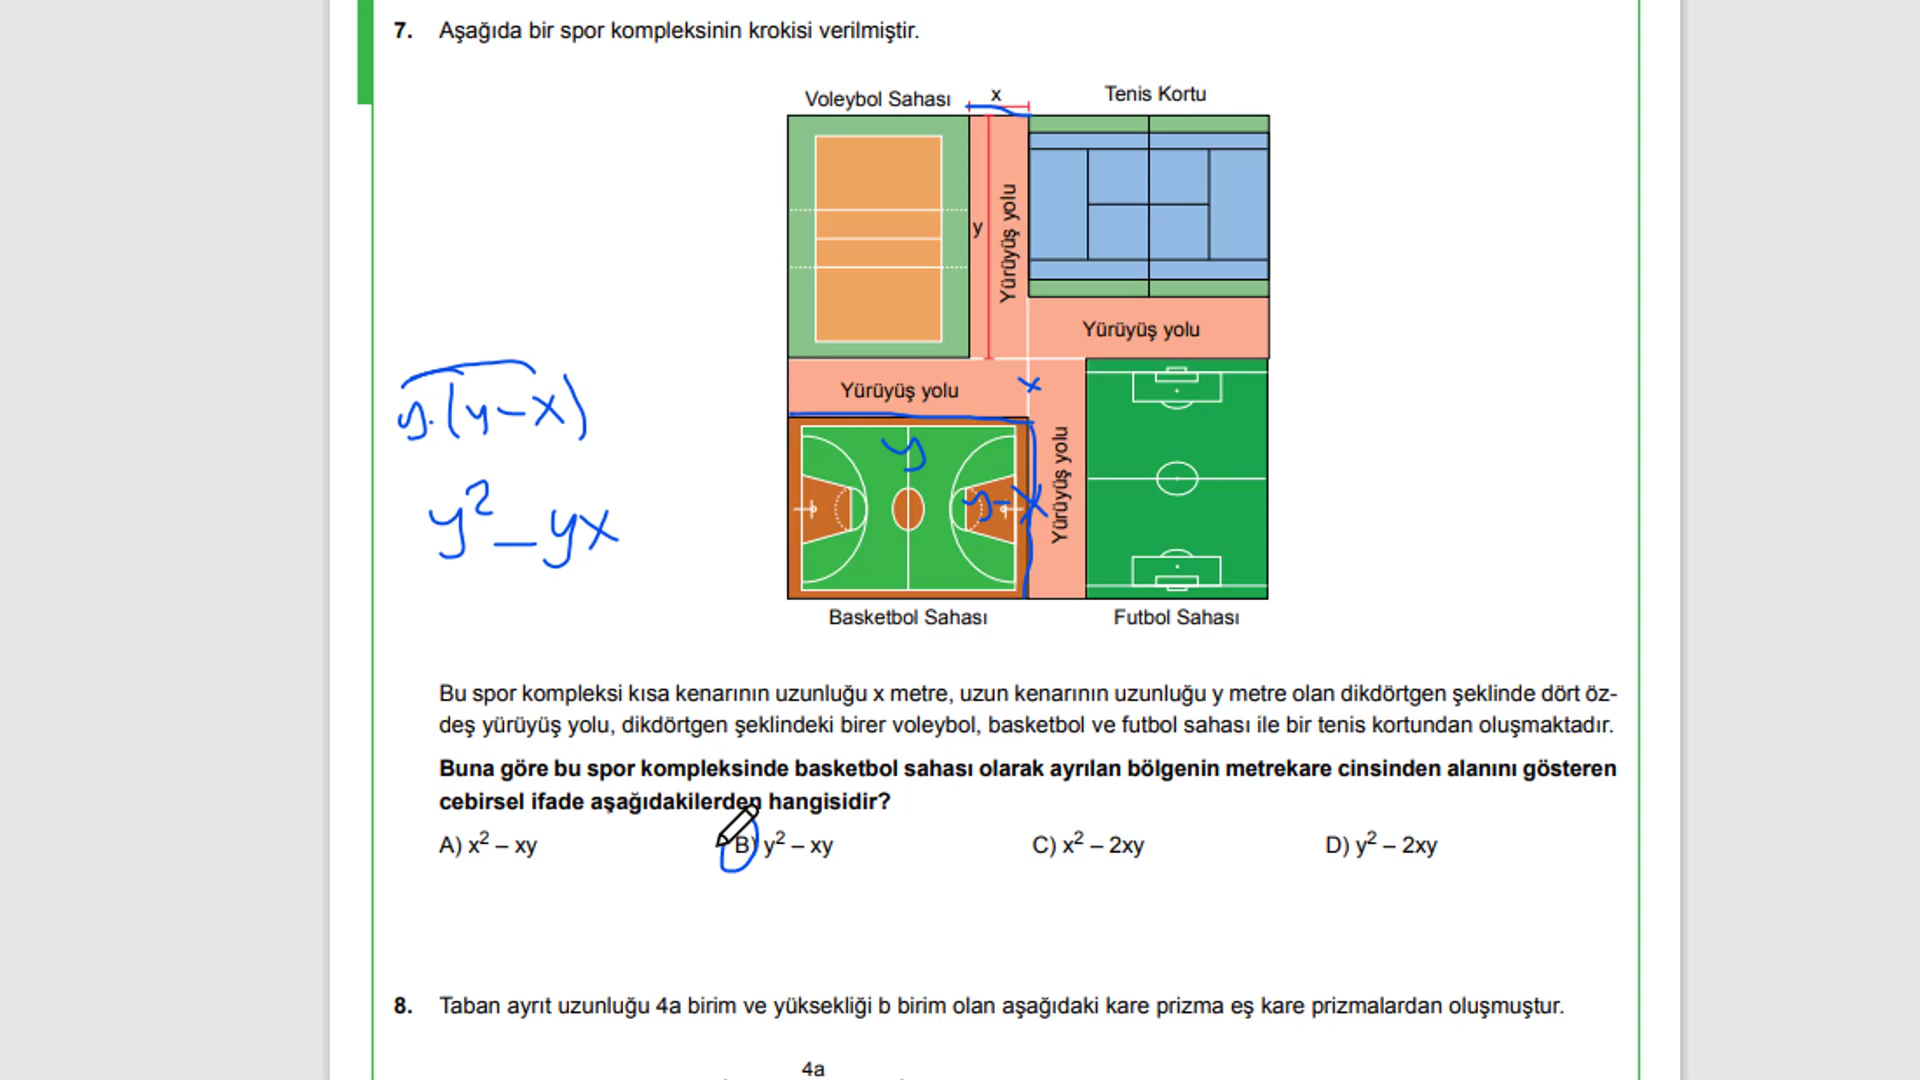 7. Aşağıda bir spor kompleksinin krokisi verilmiştir.
Voleybol Sahası
x
Tenis Kortu
y
Yürüyüş yolu
Yürüyüş yolu
Yürüyüş yolu
x
Yürüyüş yolu
y
y-x
y.(y-x)
y² - yx
Basketbol Sahası
Futbol Sahası
Bu spor kompleksi kısa kenarının uzunluğu x metre, uzun kenarının uzunluğu y metre olan dikdörtgen şeklinde dört öz-
deş yürüyüş yolu, dikdörtgen şeklindeki birer voleybol, basketbol ve futbol sahası ile bir tenis kortundan oluşmaktadır.
Buna göre bu spor kompleksinde basketbol sahası olarak ayrılan bölgenin metrekare cinsinden alanını gösteren
cebirsel ifade aşağıdakilerden hangisidir?
A) x² – xy B) y² – xy C) x² – 2xy D) y² – 2xy
8. Taban ayrıt uzunluğu 4a birim ve yüksekliği b birim olan aşağıdaki kare prizma eş kare prizmalardan oluşmuştur.
4a